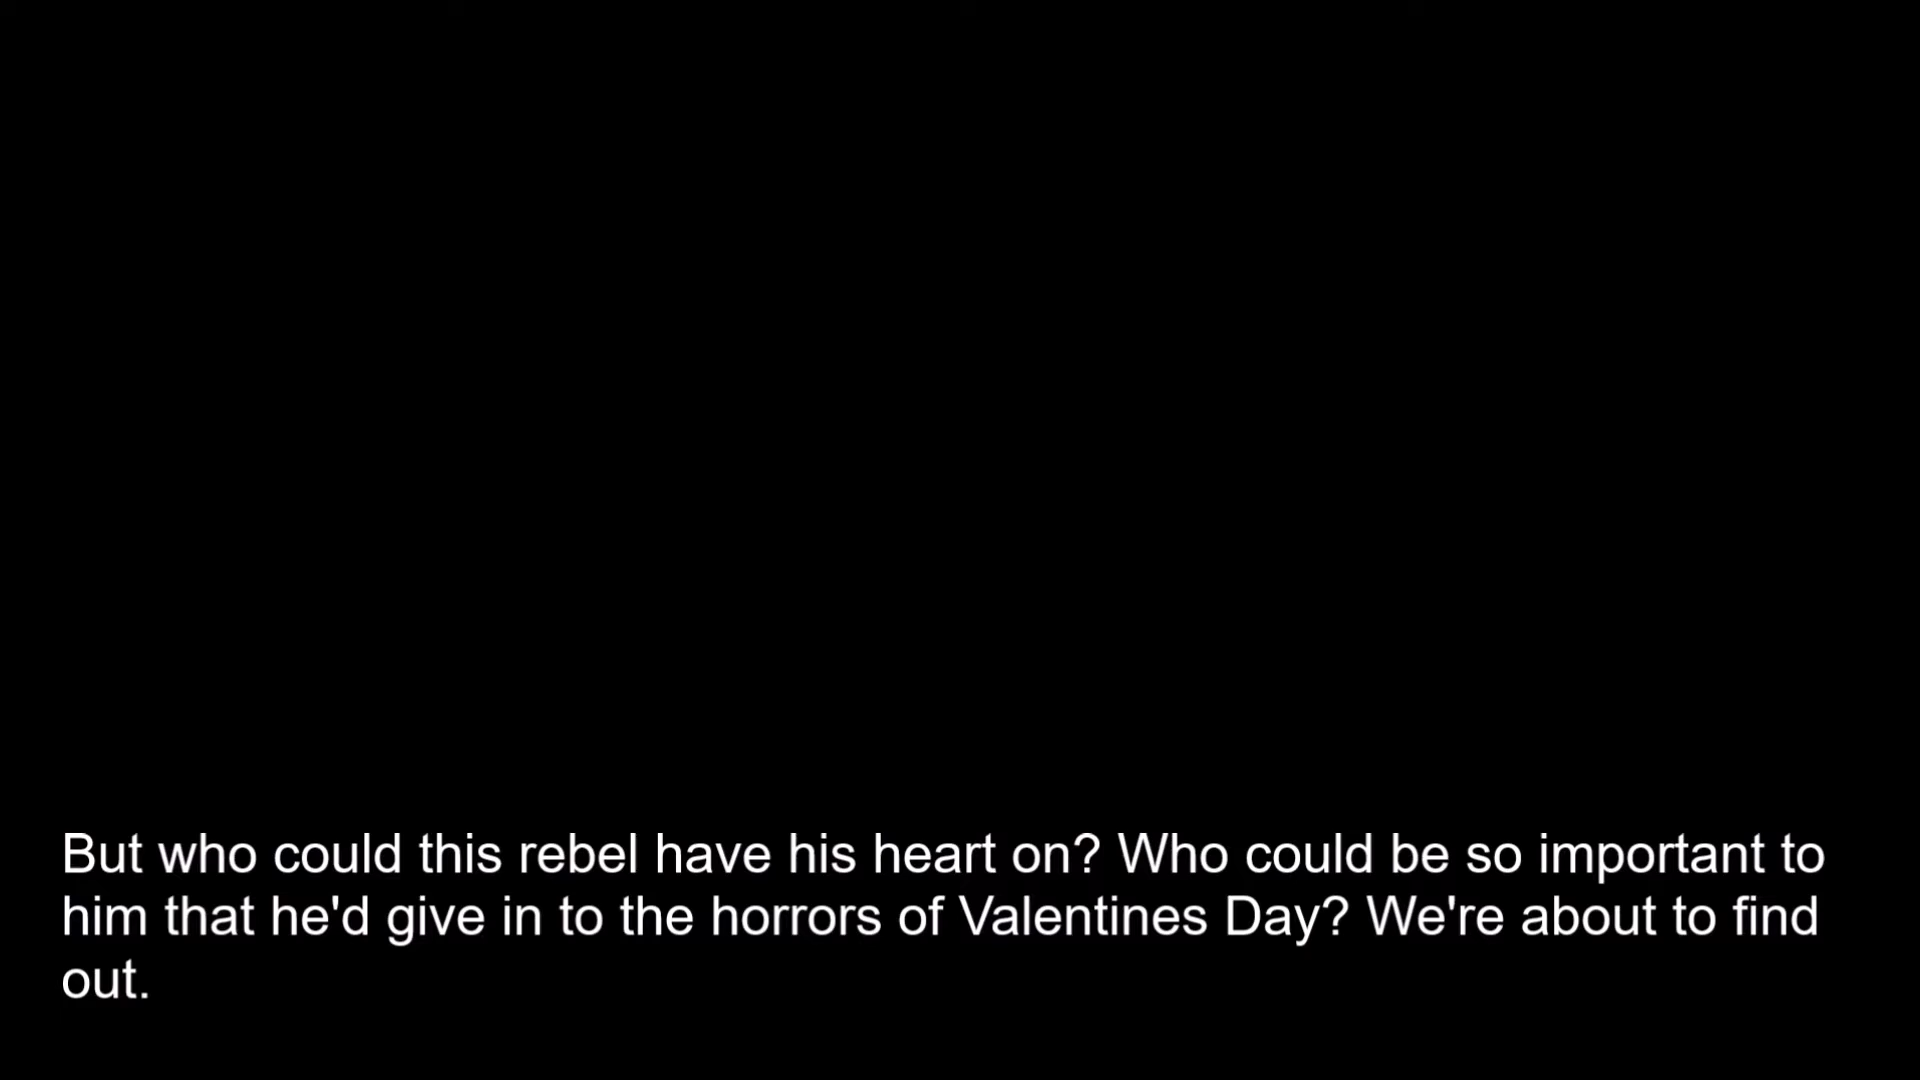 But who could this rebel have his heart on? Who could be so important to
him that he'd give in to the horrors of Valentines Day? We're about to find
out.